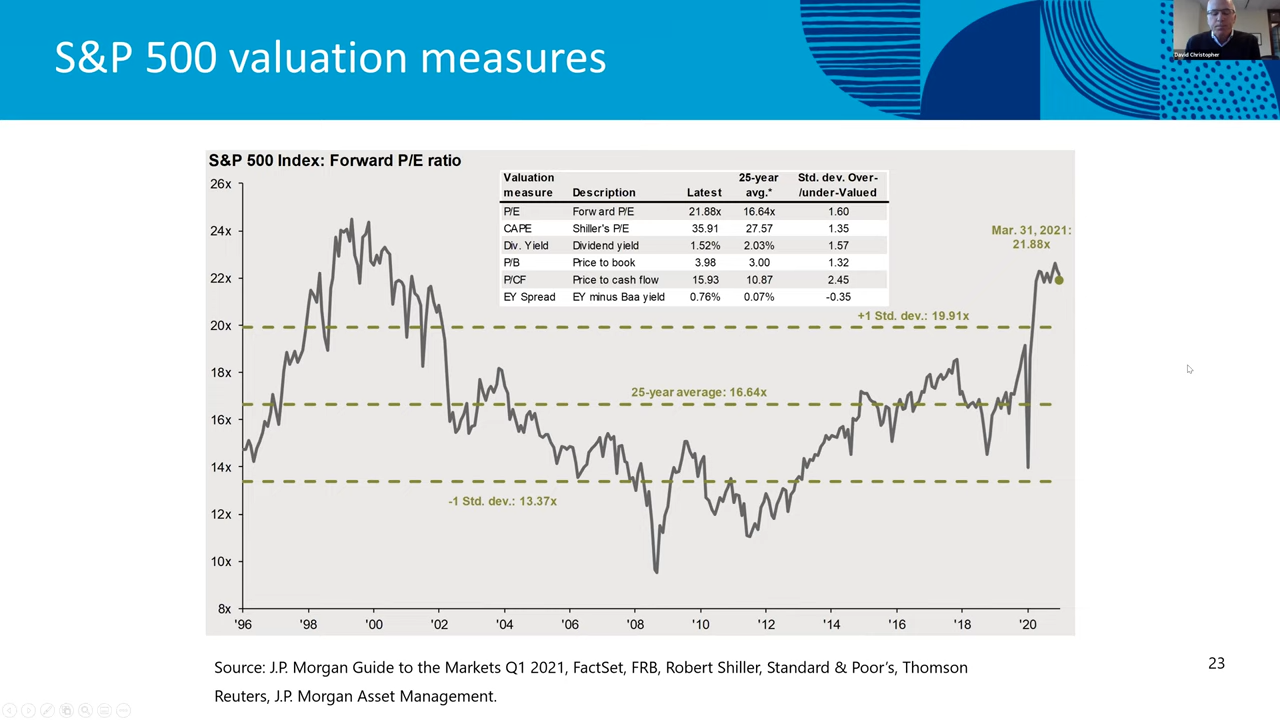 S&P 500 valuation measures
David Christopher
S&P 500 Index: Forward P/E ratio
Valuation measure Description Latest 25-year avg.* Std. dev. Over-/under-Valued
P/E Forward P/E 21.88x 16.64x 1.60
CAPE Shiller's P/E 35.91 27.57 1.35
Div. Yield Dividend yield 1.52% 2.03% 1.57
P/B Price to book 3.98 3.00 1.32
P/CF Price to cash flow 15.93 10.87 2.45
EY Spread EY minus Baa yield 0.76% 0.07% -0.35
26x
24x
22x
20x
18x
16x
14x
12x
10x
8x
Mar. 31, 2021:
21.88x
+1 Std. dev.: 19.91x
25-year average: 16.64x
-1 Std. dev.: 13.37x
'96 '98 '00 '02 '04 '06 '08 '10 '12 '14 '16 '18 '20
Source: J.P. Morgan Guide to the Markets Q1 2021, FactSet, FRB, Robert Shiller, Standard & Poor’s, Thomson
Reuters, J.P. Morgan Asset Management.
23